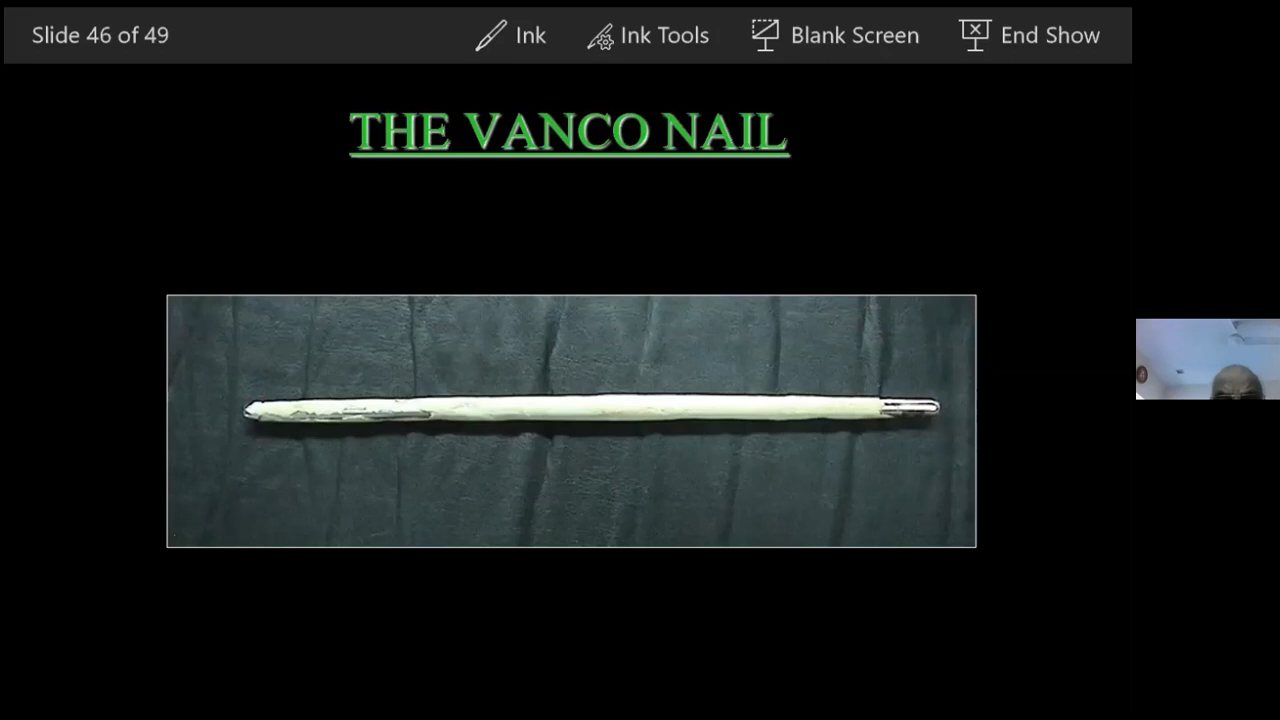 Slide 46 of 49
Ink
Ink Tools
Blank Screen
End Show
THE VANCO NAIL